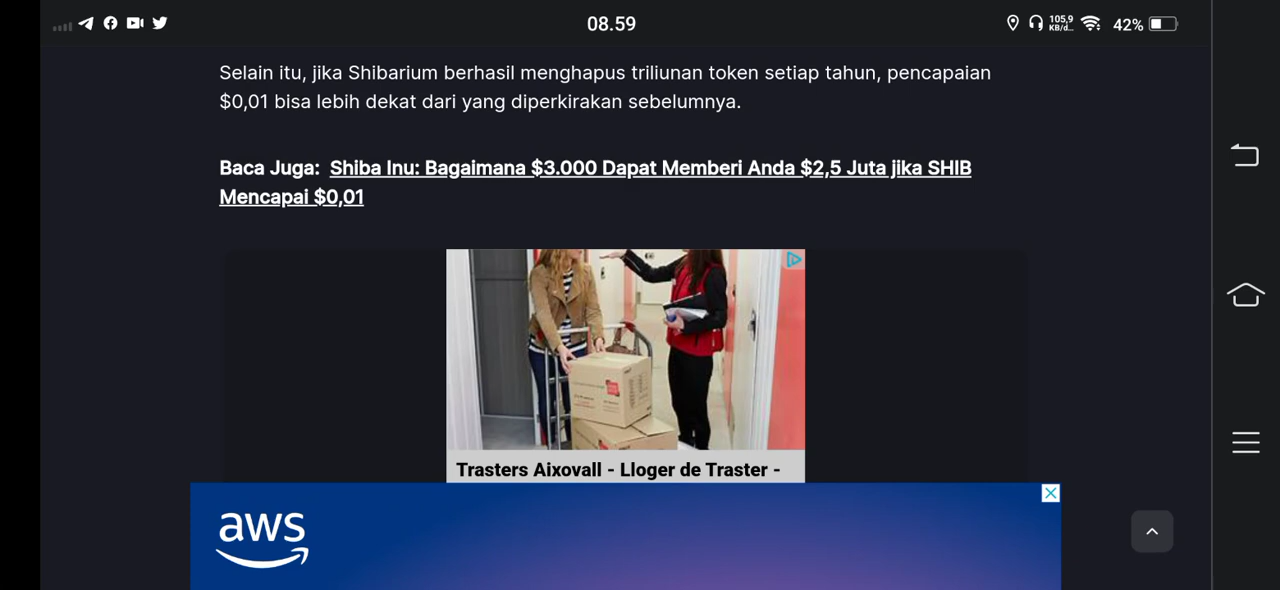 08.59
105,9
KB/d...
42%
Selain itu, jika Shibarium berhasil menghapus triliunan token setiap tahun, pencapaian
$0,01 bisa lebih dekat dari yang diperkirakan sebelumnya.
Baca Juga: Shiba Inu: Bagaimana $3.000 Dapat Memberi Anda $2,5 Juta jika SHIB
Mencapai $0,01
Trasters Aixovall - Lloger de Traster -
aws